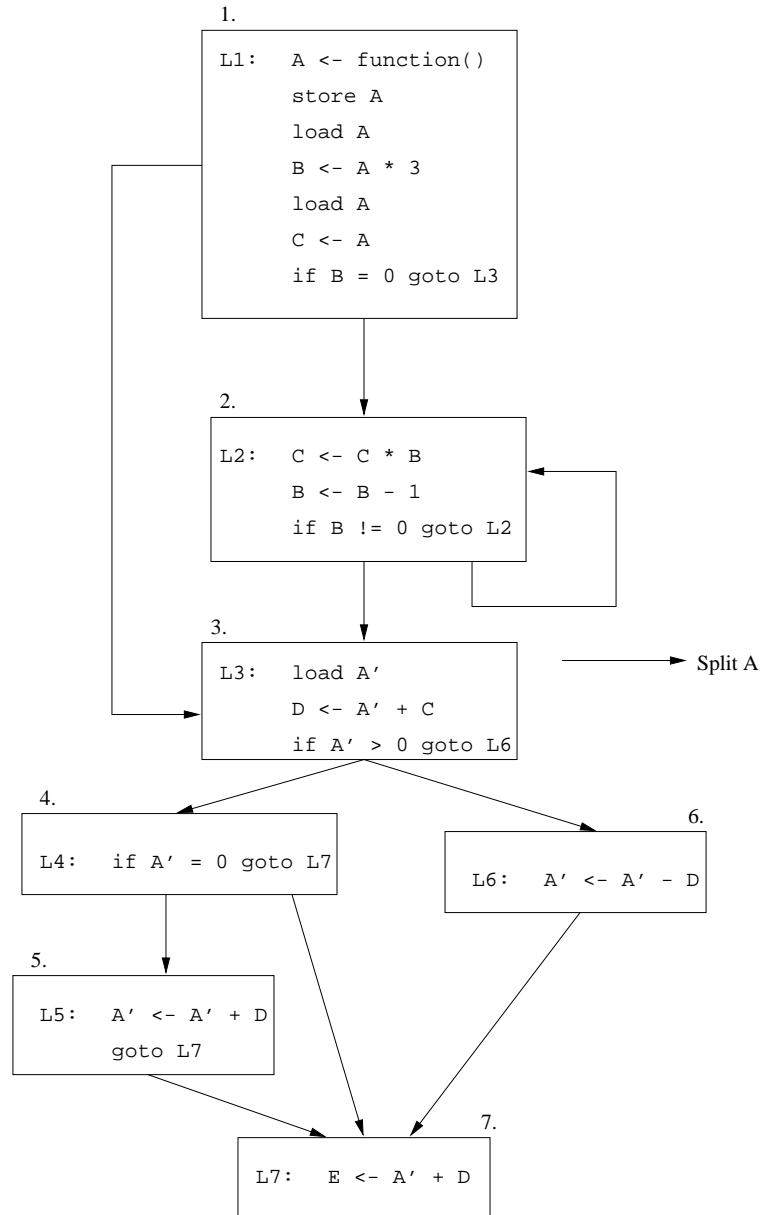 1.
L1: A <- function()
store A
load A
B <- A * 3
load A
C <- A
if B = 0 goto L3
2.
L2: C <- C * B
B <- B - 1
if B != 0 goto L2
3.
L3: load A'
D <- A' + C
if A' > 0 goto L6
Split A
4.
L4: if A' = 0 goto L7
6.
L6: A' <- A' - D
5.
L5: A' <- A' + D
goto L7
7.
L7: E <- A' + D